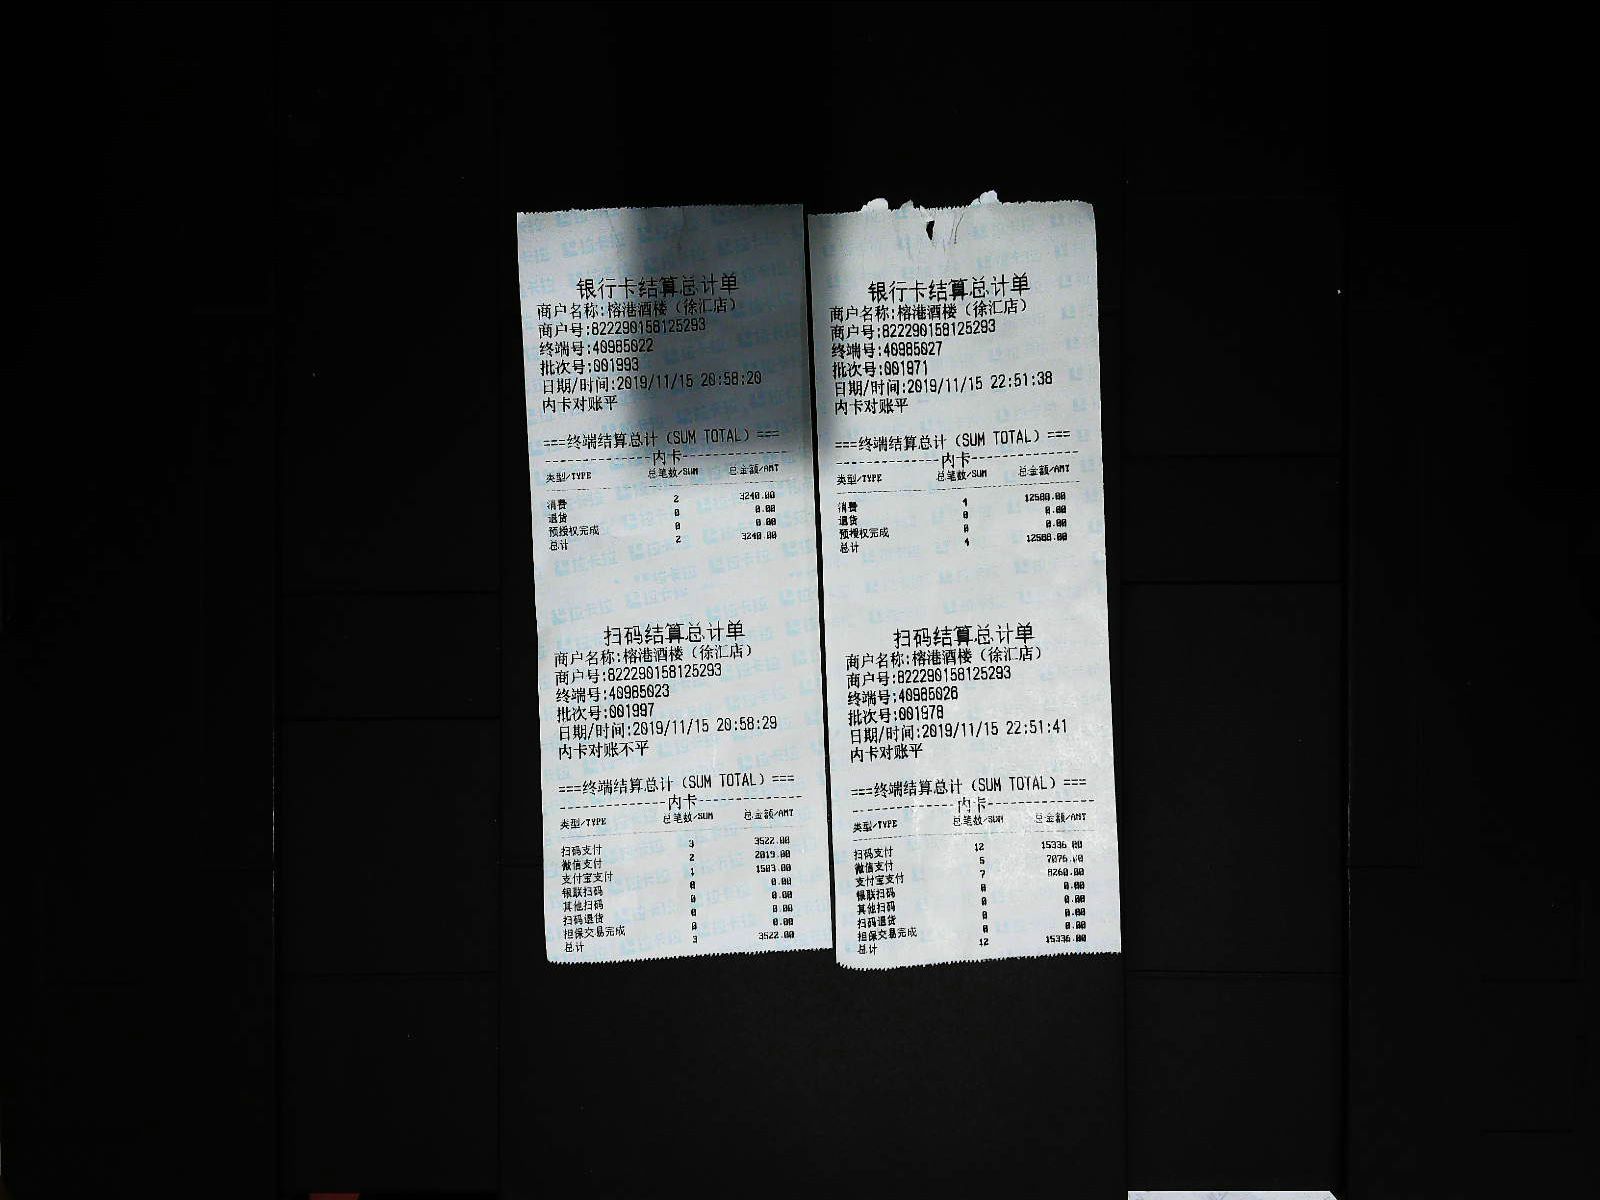 银行卡结算总计单
商户名称:榕港酒楼（徐汇店）
商户号:822290158125293
终端号:40985022
批次号:001993
日期/时间:2019/11/15 20:58:20
内卡对账平
===终端结算总计（SUM TOTAL）===
内卡
类型/TYPE 总笔数/SUM 总金额/AMT
消费 2 3240.00
退货 0 0.00
预授权完成 0 0.00
总计 2 3240.00
扫码结算总计单
商户名称:榕港酒楼（徐汇店）
商户号:822290158125293
终端号:40985023
批次号:001997
日期/时间:2019/11/15 20:58:29
内卡对账不平
===终端结算总计（SUM TOTAL）===
内卡
类型/TYPE 总笔数/SUM 总金额/AMT
扫码支付 3 3522.00
微信支付 2 2019.00
支付宝支付 1 1503.00
银联扫码 0 0.00
其他扫码 0 0.00
扫码退货 0 0.00
担保交易完成 0 0.00
总计 3 3522.00
银行卡结算总计单
商户名称:榕港酒楼（徐汇店）
商户号:822290158125293
终端号:40985027
批次号:001971
日期/时间:2019/11/15 22:51:38
内卡对账平
===终端结算总计（SUM TOTAL）===
内卡
类型/TYPE 总笔数/SUM 总金额/AMT
消费 4
退货 0 0.00
预授权完成 0 0.00
总计 4
扫码结算总计单
商户名称:榕港酒楼（徐汇店）
商户号:822290158125293
终端号:40985028
批次号:001978
日期/时间:2019/11/15 22:51:41
内卡对账平
===终端结算总计（SUM TOTAL）===
内卡
类型/TYPE 总笔数/SUM 总金额/AMT
扫码支付 12 15336.00
微信支付 5 7076.00
支付宝支付 7 8260.00
银联扫码 0 0.00
其他扫码 0 0.00
扫码退货 0 0.00
担保交易完成 0 0.00
总计 12 15336.00